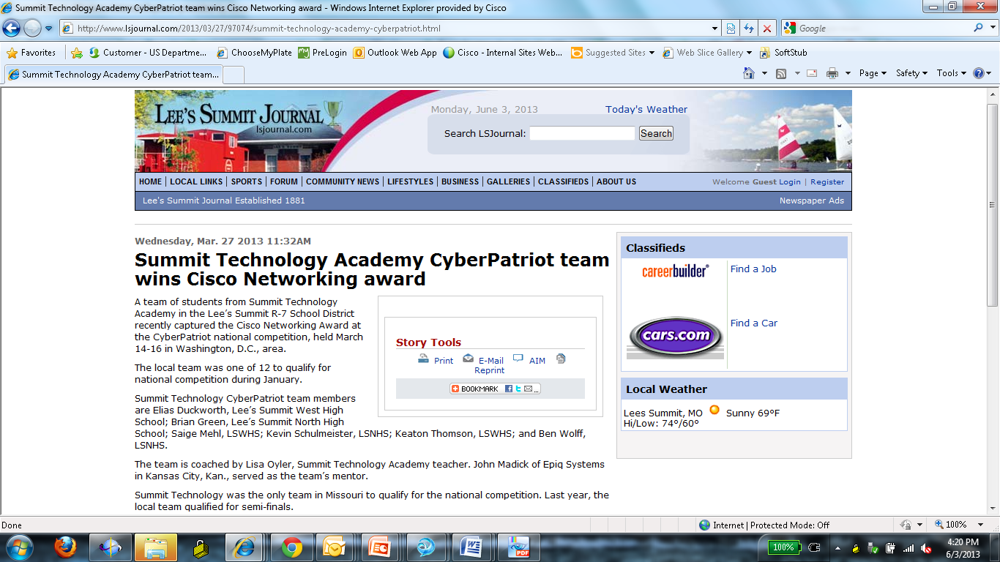 Summit Technology Academy CyberPatriot team wins Cisco Networking award - Windows Internet Explorer provided by Cisco
http://www.lsjournal.com/2013/03/27/97074/summit-technology-academy-cyberpatriot.html
Google
Favorites
Customer - US Departme...
ChooseMyPlate
PreLogin
Outlook Web App
Cisco - Internal Sites Web...
Suggested Sites
Web Slice Gallery
SoftStub
Summit Technology Academy CyberPatriot team...
Page
Safety
Tools
LEE'S SUMMIT JOURNAL
lsjournal.com
Monday, June 3, 2013
Today's Weather
Search LSJournal:
Search
HOME | LOCAL LINKS | SPORTS | FORUM | COMMUNITY NEWS | LIFESTYLES | BUSINESS | GALLERIES | CLASSIFIEDS | ABOUT US
Welcome Guest Login | Register
Lee's Summit Journal Established 1881
Newspaper Ads
Wednesday, Mar. 27 2013 11:32AM
Summit Technology Academy CyberPatriot team
wins Cisco Networking award
A team of students from Summit Technology
Academy in the Lee’s Summit R-7 School District
recently captured the Cisco Networking Award at
the CyberPatriot national competition, held March
14-16 in Washington, D.C., area.
The local team was one of 12 to qualify for
national competition during January.
Summit Technology CyberPatriot team members
are Elias Duckworth, Lee’s Summit West High
School; Brian Green, Lee’s Summit North High
School; Saige Mehl, LSWHS; Kevin Schulmeister, LSNHS; Keaton Thomson, LSWHS; and Ben Wolff,
LSNHS.
The team is coached by Lisa Oyler, Summit Technology Academy teacher. John Madick of Epiq Systems
in Kansas City, Kan., served as the team’s mentor.
Summit Technology was the only team in Missouri to qualify for the national competition. Last year, the
local team qualified for semi-finals.
Story Tools
Print
E-Mail
AIM
Reprint
BOOKMARK
...
Classifieds
careerbuilder®
Find a Job
cars.com
Find a Car
Local Weather
Lees Summit, MO
Sunny 69°F
Hi/Low: 74°/60°
Done
Internet | Protected Mode: Off
100%
100%
4:20 PM
6/3/2013